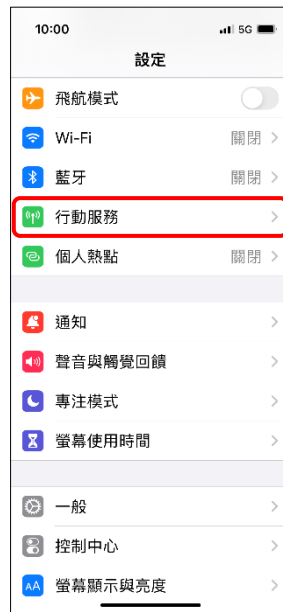 10:00 5G
設定
飛航模式
Wi-Fi 關閉
藍牙 關閉
行動服務
個人熱點 關閉
通知
聲音與觸覺回饋
專注模式
螢幕使用時間
一般
控制中心
AA 螢幕顯示與亮度